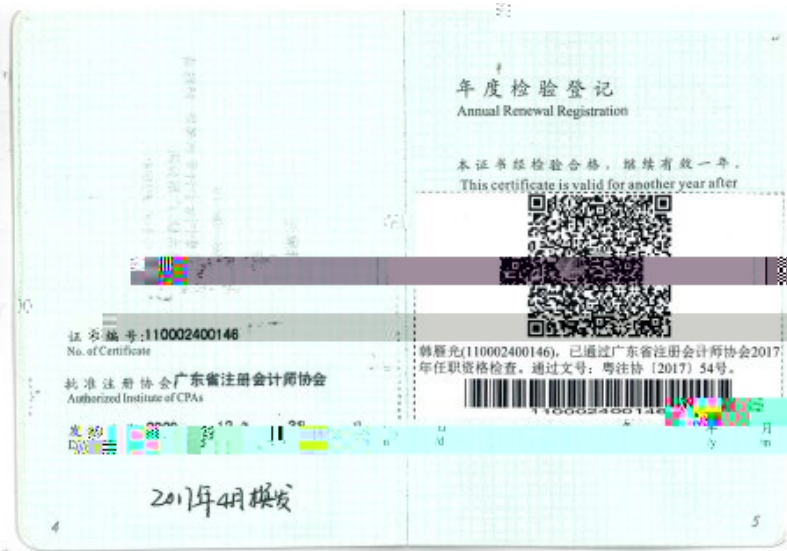 证书编号:110002400146
No. of Certificate
批准注册协会广东省注册会计师协会
Authorized Institute of CPAs
2017年4月换发
4
年度检验登记
Annual Renewal Registration
本证书经检验合格，继续有效一年。
This certificate is valid for another year after
韩雁光(110002400146)，已通过广东省注册会计师协会2017
年任职资格检查。通过文号：粤注协〔2017〕54号。
110002400146
年 月
/y /m
5